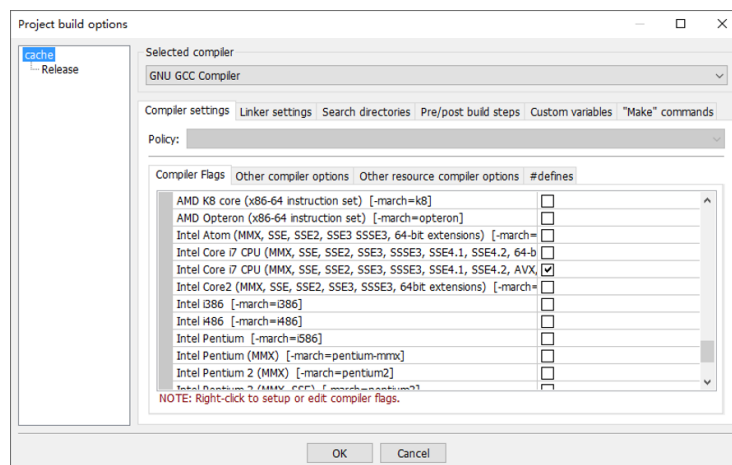 Project build options
cache
Release
Selected compiler
GNU GCC Compiler
Compiler settings Linker settings Search directories Pre/post build steps Custom variables "Make" commands
Policy:
Compiler Flags Other compiler options Other resource compiler options #defines
AMD K8 core (x86-64 instruction set) [-march=k8]
AMD Opteron (x86-64 instruction set) [-march=opteron]
Intel Atom (MMX, SSE, SSE2, SSE3 SSSE3, 64-bit extensions) [-march=
Intel Core i7 CPU (MMX, SSE, SSE2, SSE3, SSSE3, SSE4.1, SSE4.2, 64-b
Intel Core i7 CPU (MMX, SSE, SSE2, SSE3, SSSE3, SSE4.1, SSE4.2, AVX,
Intel Core2 (MMX, SSE, SSE2, SSE3, SSSE3, 64bit extensions) [-march=
Intel i386 [-march=i386]
Intel i486 [-march=i486]
Intel Pentium [-march=i586]
Intel Pentium (MMX) [-march=pentium-mmx]
Intel Pentium 2 (MMX) [-march=pentium2]
NOTE: Right-click to setup or edit compiler flags.
OK Cancel